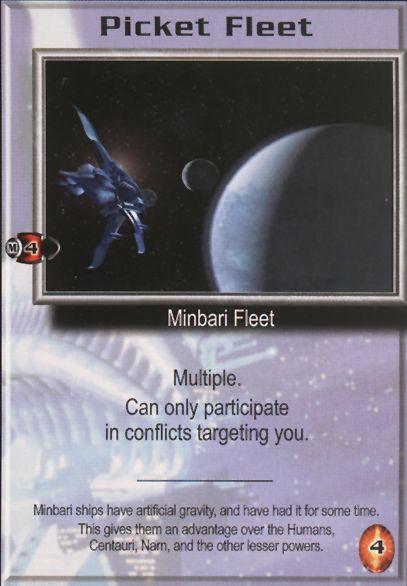 Picket Fleet
M 4
Minbari Fleet
Multiple.
Can only participate
in conflicts targeting you.
Minbari ships have artificial gravity, and have had it for some time.
This gives them an advantage over the Humans,
Centauri, Narn, and the other lesser powers.
4